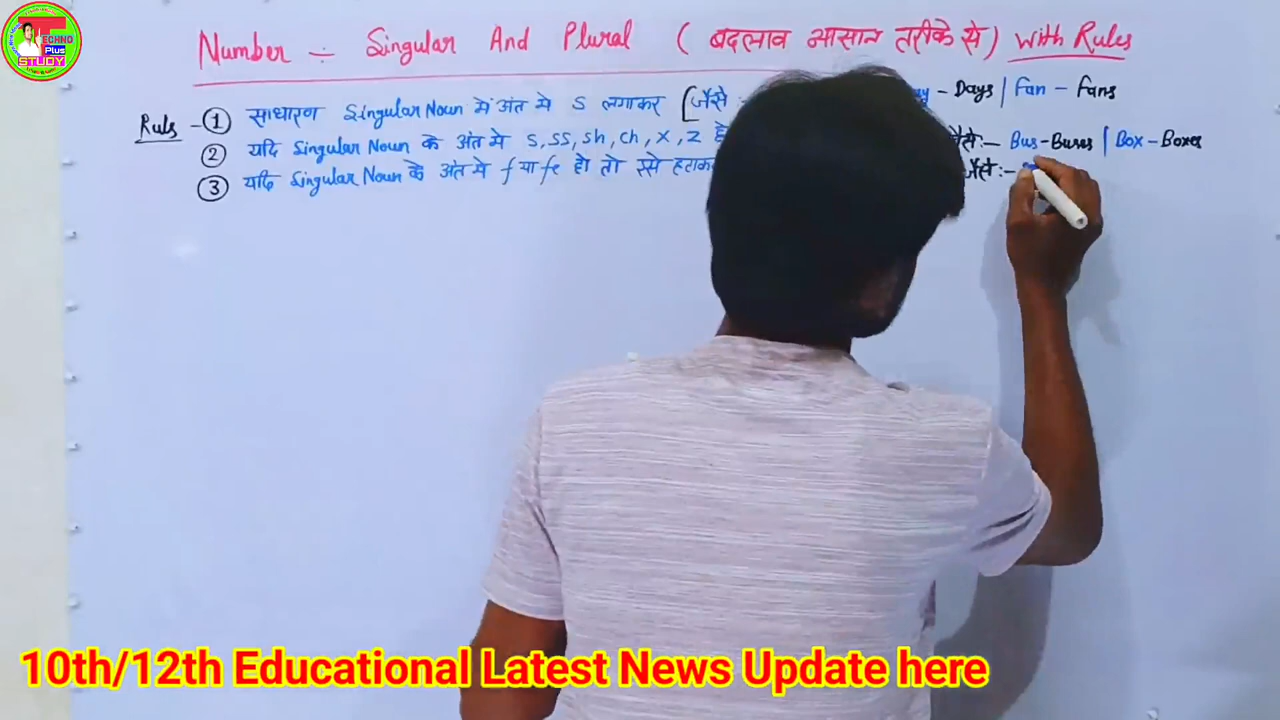 TECHNO
Plus
STUDY
Number ÷ Singular And Plural ( बदलाव आसान तरीके से ) With Rules
Ruls - ① साधारण Singular Noun में अंत मे S लगाकर [जैसे - Days | Fan - Fans
② यदि Singular Noun के अंत मे S, SS, Sh, Ch, X, Z हो जैसे:- Bus-Buses | Box - Boxes
③ यदि Singular Noun के अंत मे f या fe हो तो इसे हटाकर जैसे:-
10th/12th Educational Latest News Update here